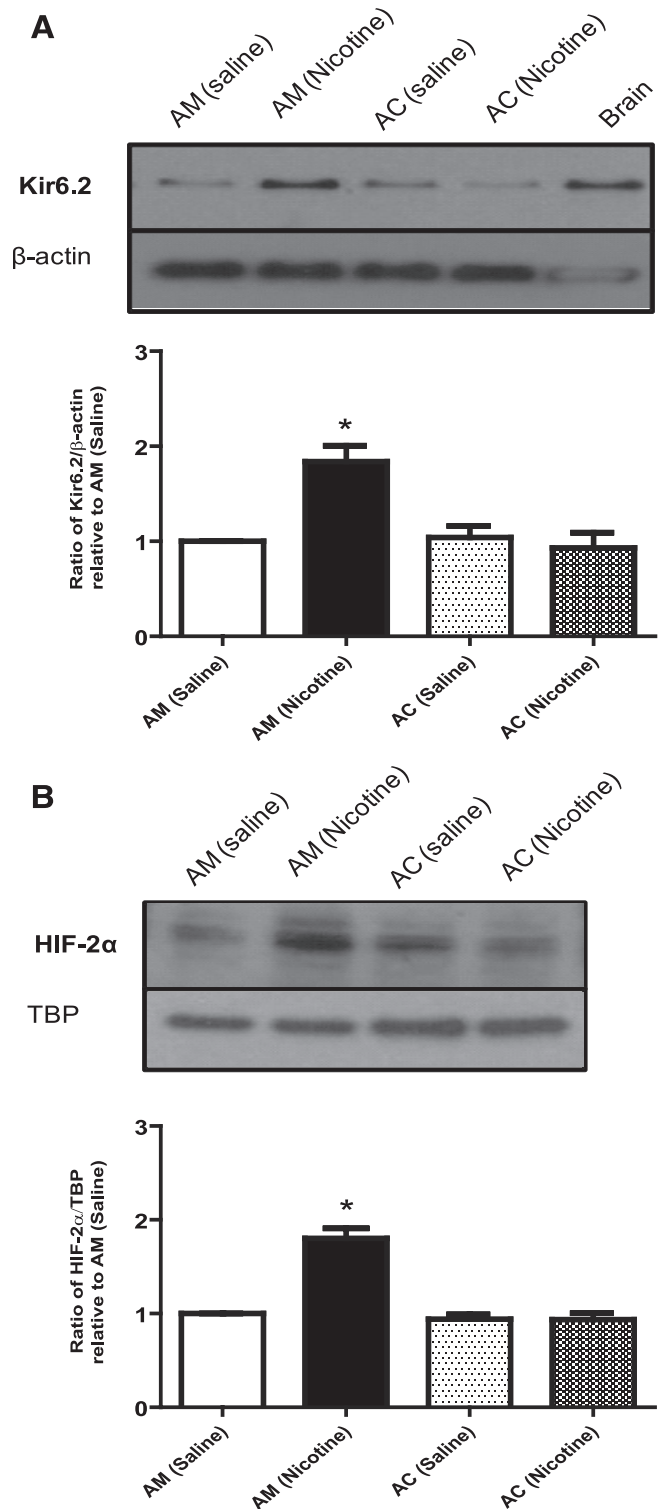 A
AM (saline)
AM (Nicotine)
AC (saline)
AC (Nicotine)
Brain
Kir6.2
β-actin
3
2
1
0
*
Ratio of Kir6.2/β-actin
relative to AM (Saline)
AM (Saline)
AM (Nicotine)
AC (Saline)
AC (Nicotine)
B
AM (saline)
AM (Nicotine)
AC (saline)
AC (Nicotine)
HIF-2α
TBP
3
2
1
0
*
Ratio of HIF-2α/TBP
relative to AM (Saline)
AM (Saline)
AM (Nicotine)
AC (Saline)
AC (Nicotine)